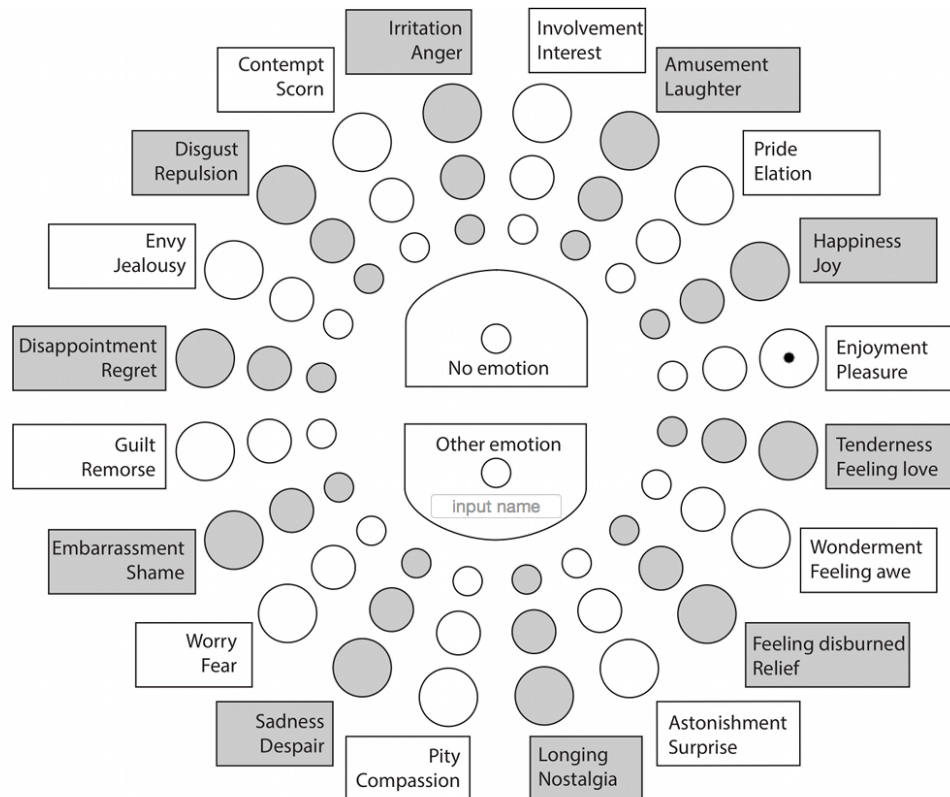 Irritation
Anger
Involvement
Interest
Contempt
Scorn
Amusement
Laughter
Disgust
Repulsion
Pride
Elation
Envy
Jealousy
Happiness
Joy
Disappointment
Regret
No emotion
Enjoyment
Pleasure
Guilt
Remorse
Other emotion
input name
Tenderness
Feeling love
Embarrassment
Shame
Wonderment
Feeling awe
Worry
Fear
Feeling disburned
Relief
Sadness
Despair
Astonishment
Surprise
Pity
Compassion
Longing
Nostalgia